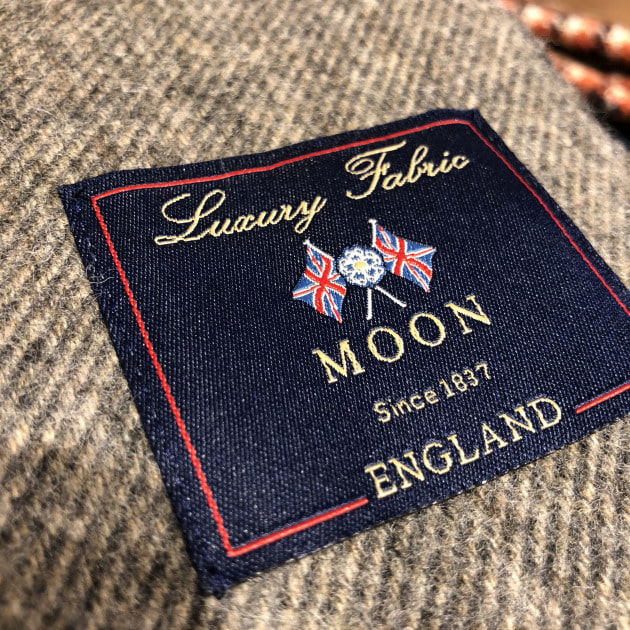 Luxury Fabric
MOON
Since 1837
ENGLAND